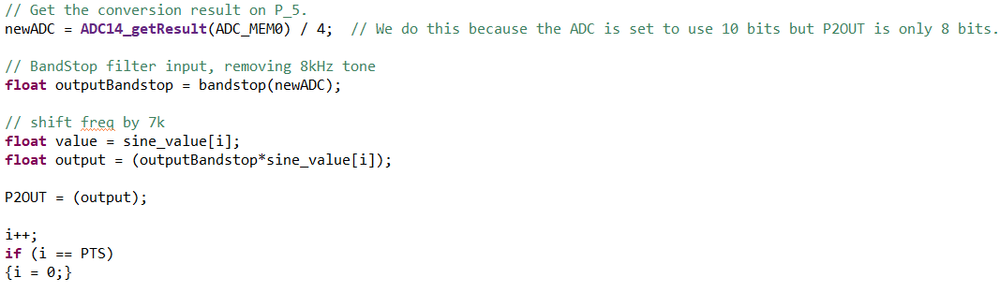 // Get the conversion result on P_5.
newADC = ADC14_getResult(ADC_MEM0) / 4;  // We do this because the ADC is set to use 10 bits but P2OUT is only 8 bits.
// BandStop filter input, removing 8kHz tone
float outputBandstop = bandstop(newADC);
// shift freq by 7k
float value = sine_value[i];
float output = (outputBandstop*sine_value[i]);
P2OUT = (output);
i++;
if (i == PTS)
{i = 0;}